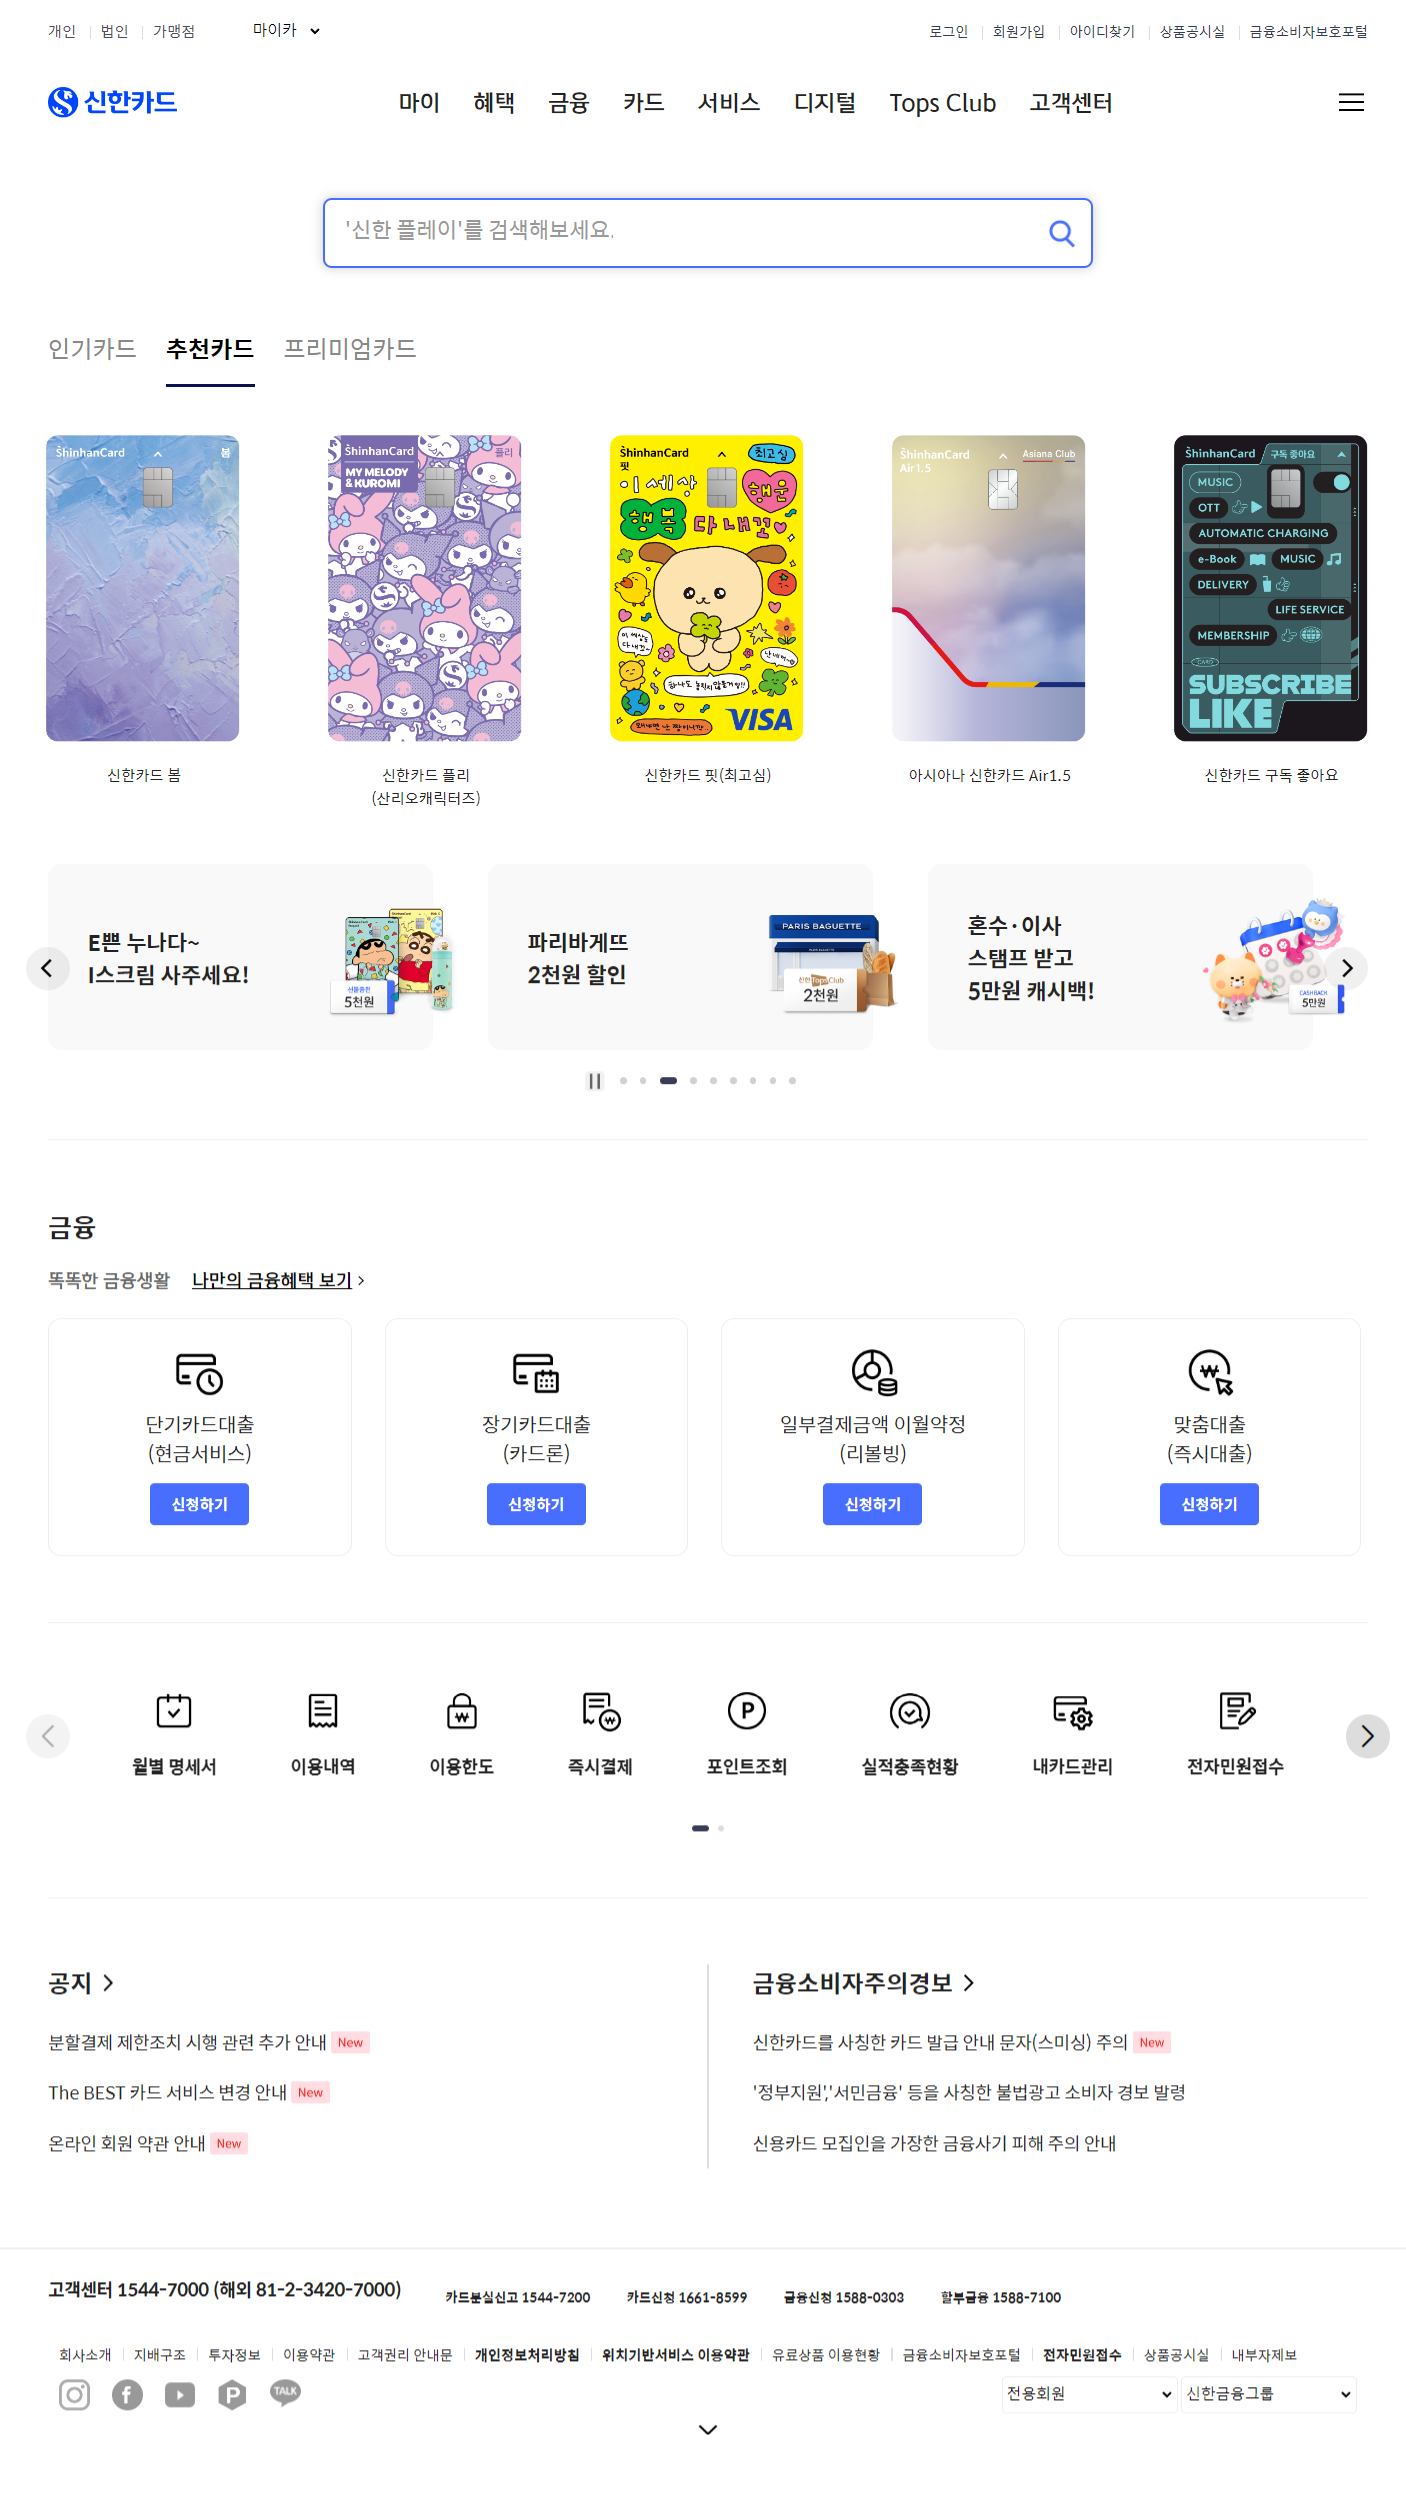 개인
법인
가맹점
마이카
로그인
회원가입
아이디찾기
상품공시실
금융소비자보호포털
신한카드
마이
혜택
금융
카드
서비스
디지털
Tops Club
고객센터
'신한 플레이'를 검색해보세요.
인기카드
추천카드
프리미엄카드
ShinhanCard
봄
ShinhanCard
플리
MY MELODY
& KUROMI
ShinhanCard
핏
최고심
이 세상
행운
행복
다 내꺼
이 세상도
다 내꺼~
VISA
ShinhanCard
Air1.5
Asiana Club
ShinhanCard
구독 좋아요
MUSIC
OTT
AUTOMATIC CHARGING
e-Book
MUSIC
DELIVERY
LIFE SERVICE
MEMBERSHIP
CARD
SUBSCRIBE
LIKE
신한카드 봄
신한카드 플리
(산리오캐릭터즈)
신한카드 핏(최고심)
아시아나 신한카드 Air1.5
신한카드 구독 좋아요
E쁜 누나다~
I스크림 사주세요!
ShinhanCard
ShinhanCard
선물증정
5천원
파리바게뜨
2천원 할인
PARIS BAGUETTE
PARIS BAGUETTE
신한 Tops Club
2천원
혼수·이사
스탬프 받고
5만원 캐시백!
CASHBACK
5만원
금융
똑똑한 금융생활
나만의 금융혜택 보기
단기카드대출
(현금서비스)
신청하기
장기카드대출
(카드론)
신청하기
일부결제금액 이월약정
(리볼빙)
신청하기
맞춤대출
(즉시대출)
신청하기
월별 명세서
이용내역
이용한도
즉시결제
포인트조회
실적충족현황
내카드관리
전자민원접수
공지
분할결제 제한조치 시행 관련 추가 안내 New
The BEST 카드 서비스 변경 안내 New
온라인 회원 약관 안내 New
금융소비자주의경보
신한카드를 사칭한 카드 발급 안내 문자(스미싱) 주의 New
'정부지원','서민금융' 등을 사칭한 불법광고 소비자 경보 발령
신용카드 모집인을 가장한 금융사기 피해 주의 안내
고객센터 1544-7000 (해외 81-2-3420-7000)
카드분실신고 1544-7200
카드신청 1661-8599
금융신청 1588-0303
할부금융 1588-7100
회사소개
지배구조
투자정보
이용약관
고객권리 안내문
개인정보처리방침
위치기반서비스 이용약관
유료상품 이용현황
금융소비자보호포털
전자민원접수
상품공시실
내부자제보
P
TALK
전용회원
신한금융그룹